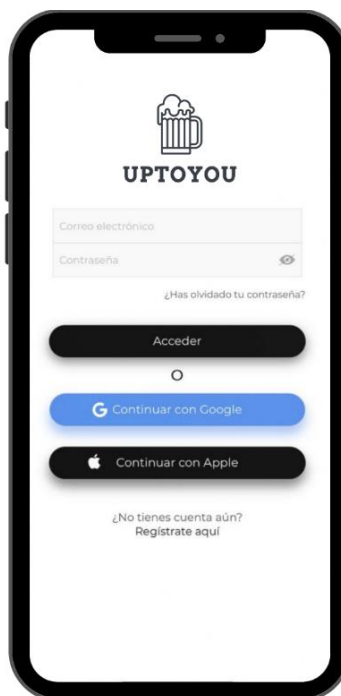 UPTOYOU
Correo electrónico
Contraseña
¿Has olvidado tu contraseña?
Acceder
O
Continuar con Google
Continuar con Apple
¿No tienes cuenta aún?
Regístrate aquí